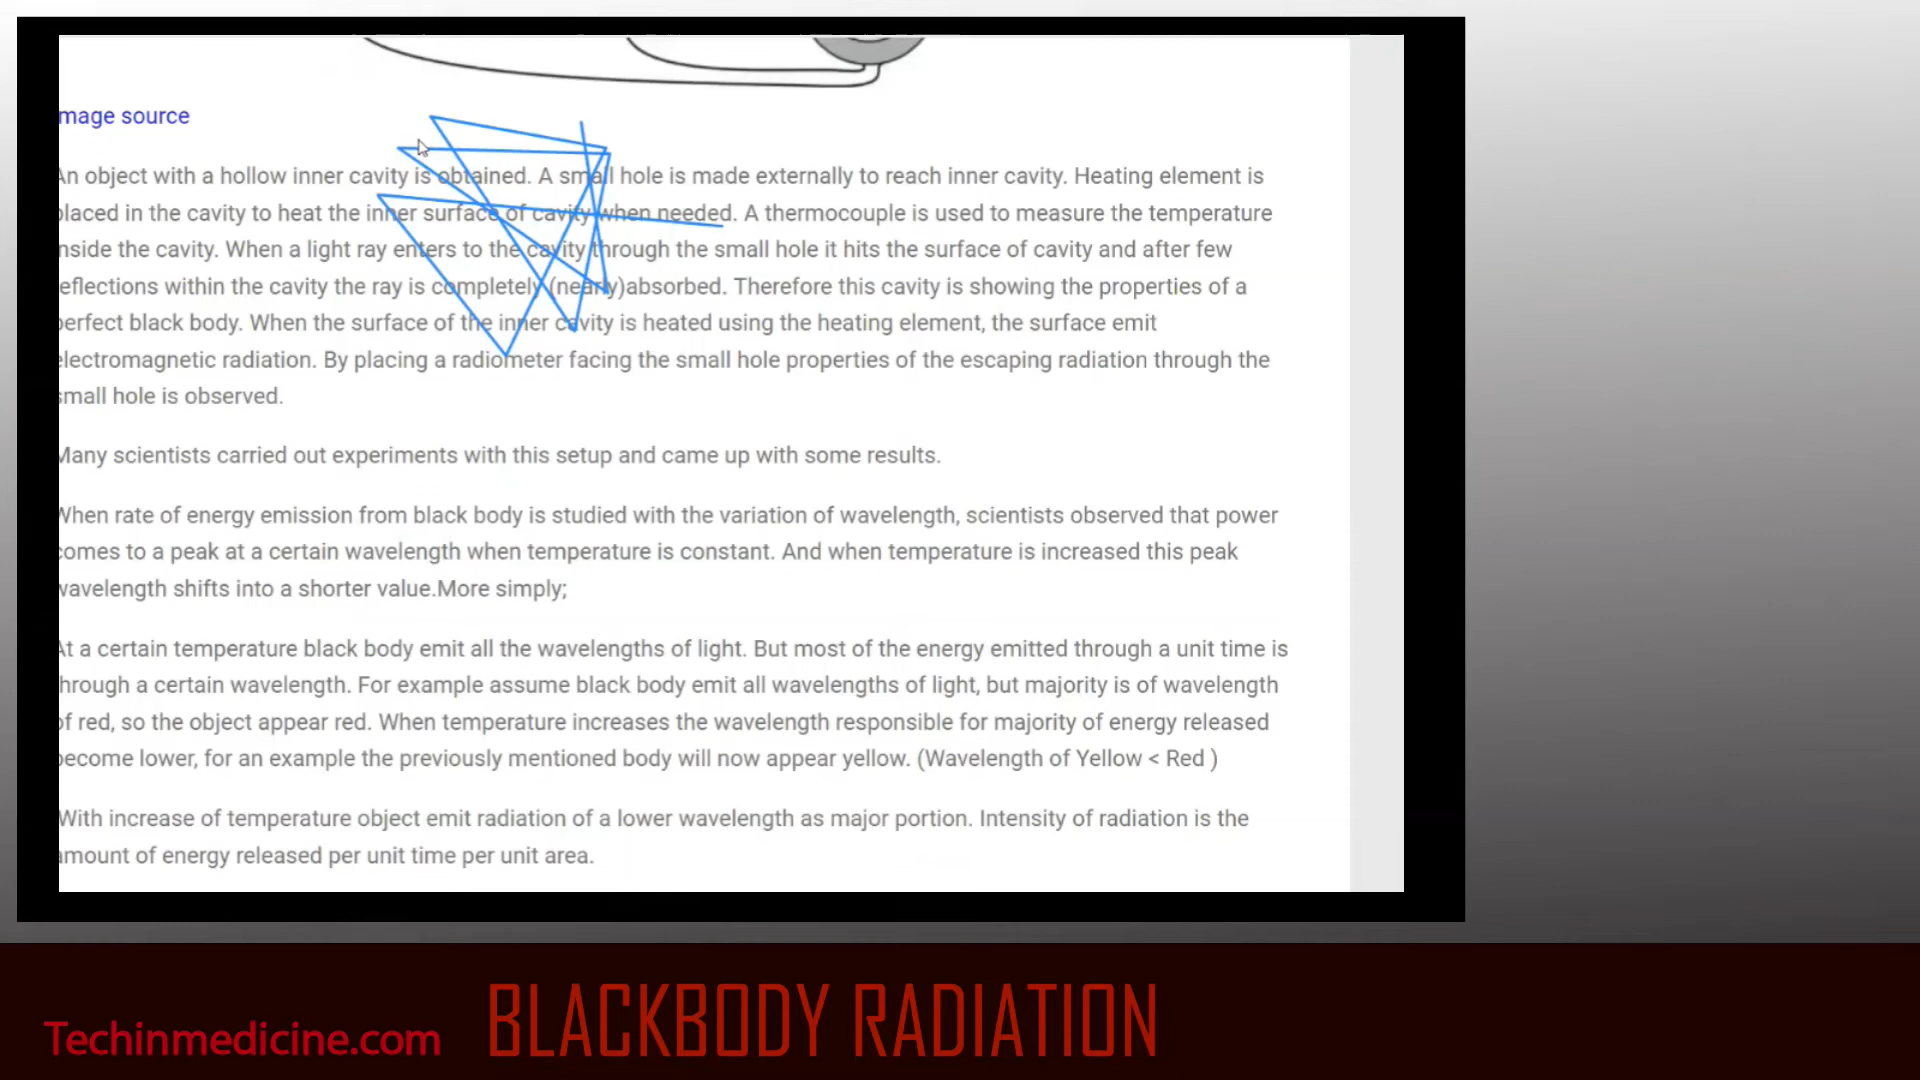 mage source
An object with a hollow inner cavity is obtained. A small hole is made externally to reach inner cavity. Heating element is
placed in the cavity to heat the inner surface of cavity when needed. A thermocouple is used to measure the temperature
nside the cavity. When a light ray enters to the cavity through the small hole it hits the surface of cavity and after few
reflections within the cavity the ray is completely (nearly)absorbed. Therefore this cavity is showing the properties of a
perfect black body. When the surface of the inner cavity is heated using the heating element, the surface emit
electromagnetic radiation. By placing a radiometer facing the small hole properties of the escaping radiation through the
small hole is observed.
Many scientists carried out experiments with this setup and came up with some results.
When rate of energy emission from black body is studied with the variation of wavelength, scientists observed that power
comes to a peak at a certain wavelength when temperature is constant. And when temperature is increased this peak
wavelength shifts into a shorter value.More simply;
At a certain temperature black body emit all the wavelengths of light. But most of the energy emitted through a unit time is
through a certain wavelength. For example assume black body emit all wavelengths of light, but majority is of wavelength
of red, so the object appear red. When temperature increases the wavelength responsible for majority of energy released
become lower, for an example the previously mentioned body will now appear yellow. (Wavelength of Yellow < Red )
With increase of temperature object emit radiation of a lower wavelength as major portion. Intensity of radiation is the
amount of energy released per unit time per unit area.
Techinmedicine.com
BLACKBODY RADIATION